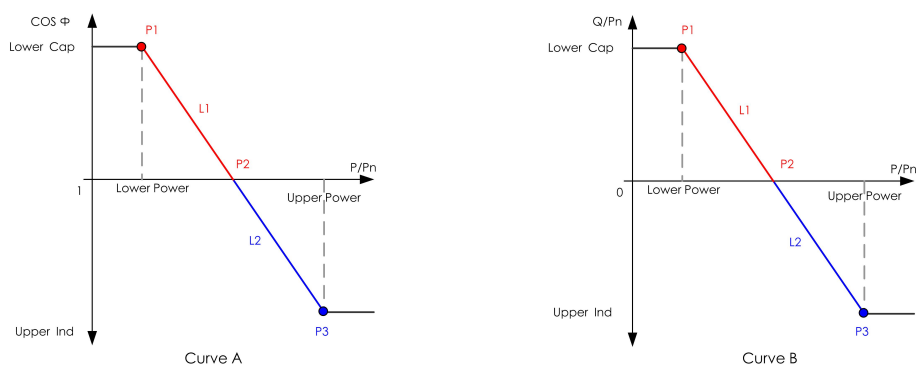 COS Φ
P1
Lower Cap
L1
P2
P/Pn
1
Lower Power
Upper Power
L2
Upper Ind
P3
Curve A
Q/Pn
P1
Lower Cap
L1
P2
P/Pn
0
Lower Power
Upper Power
L2
Upper Ind
P3
Curve B